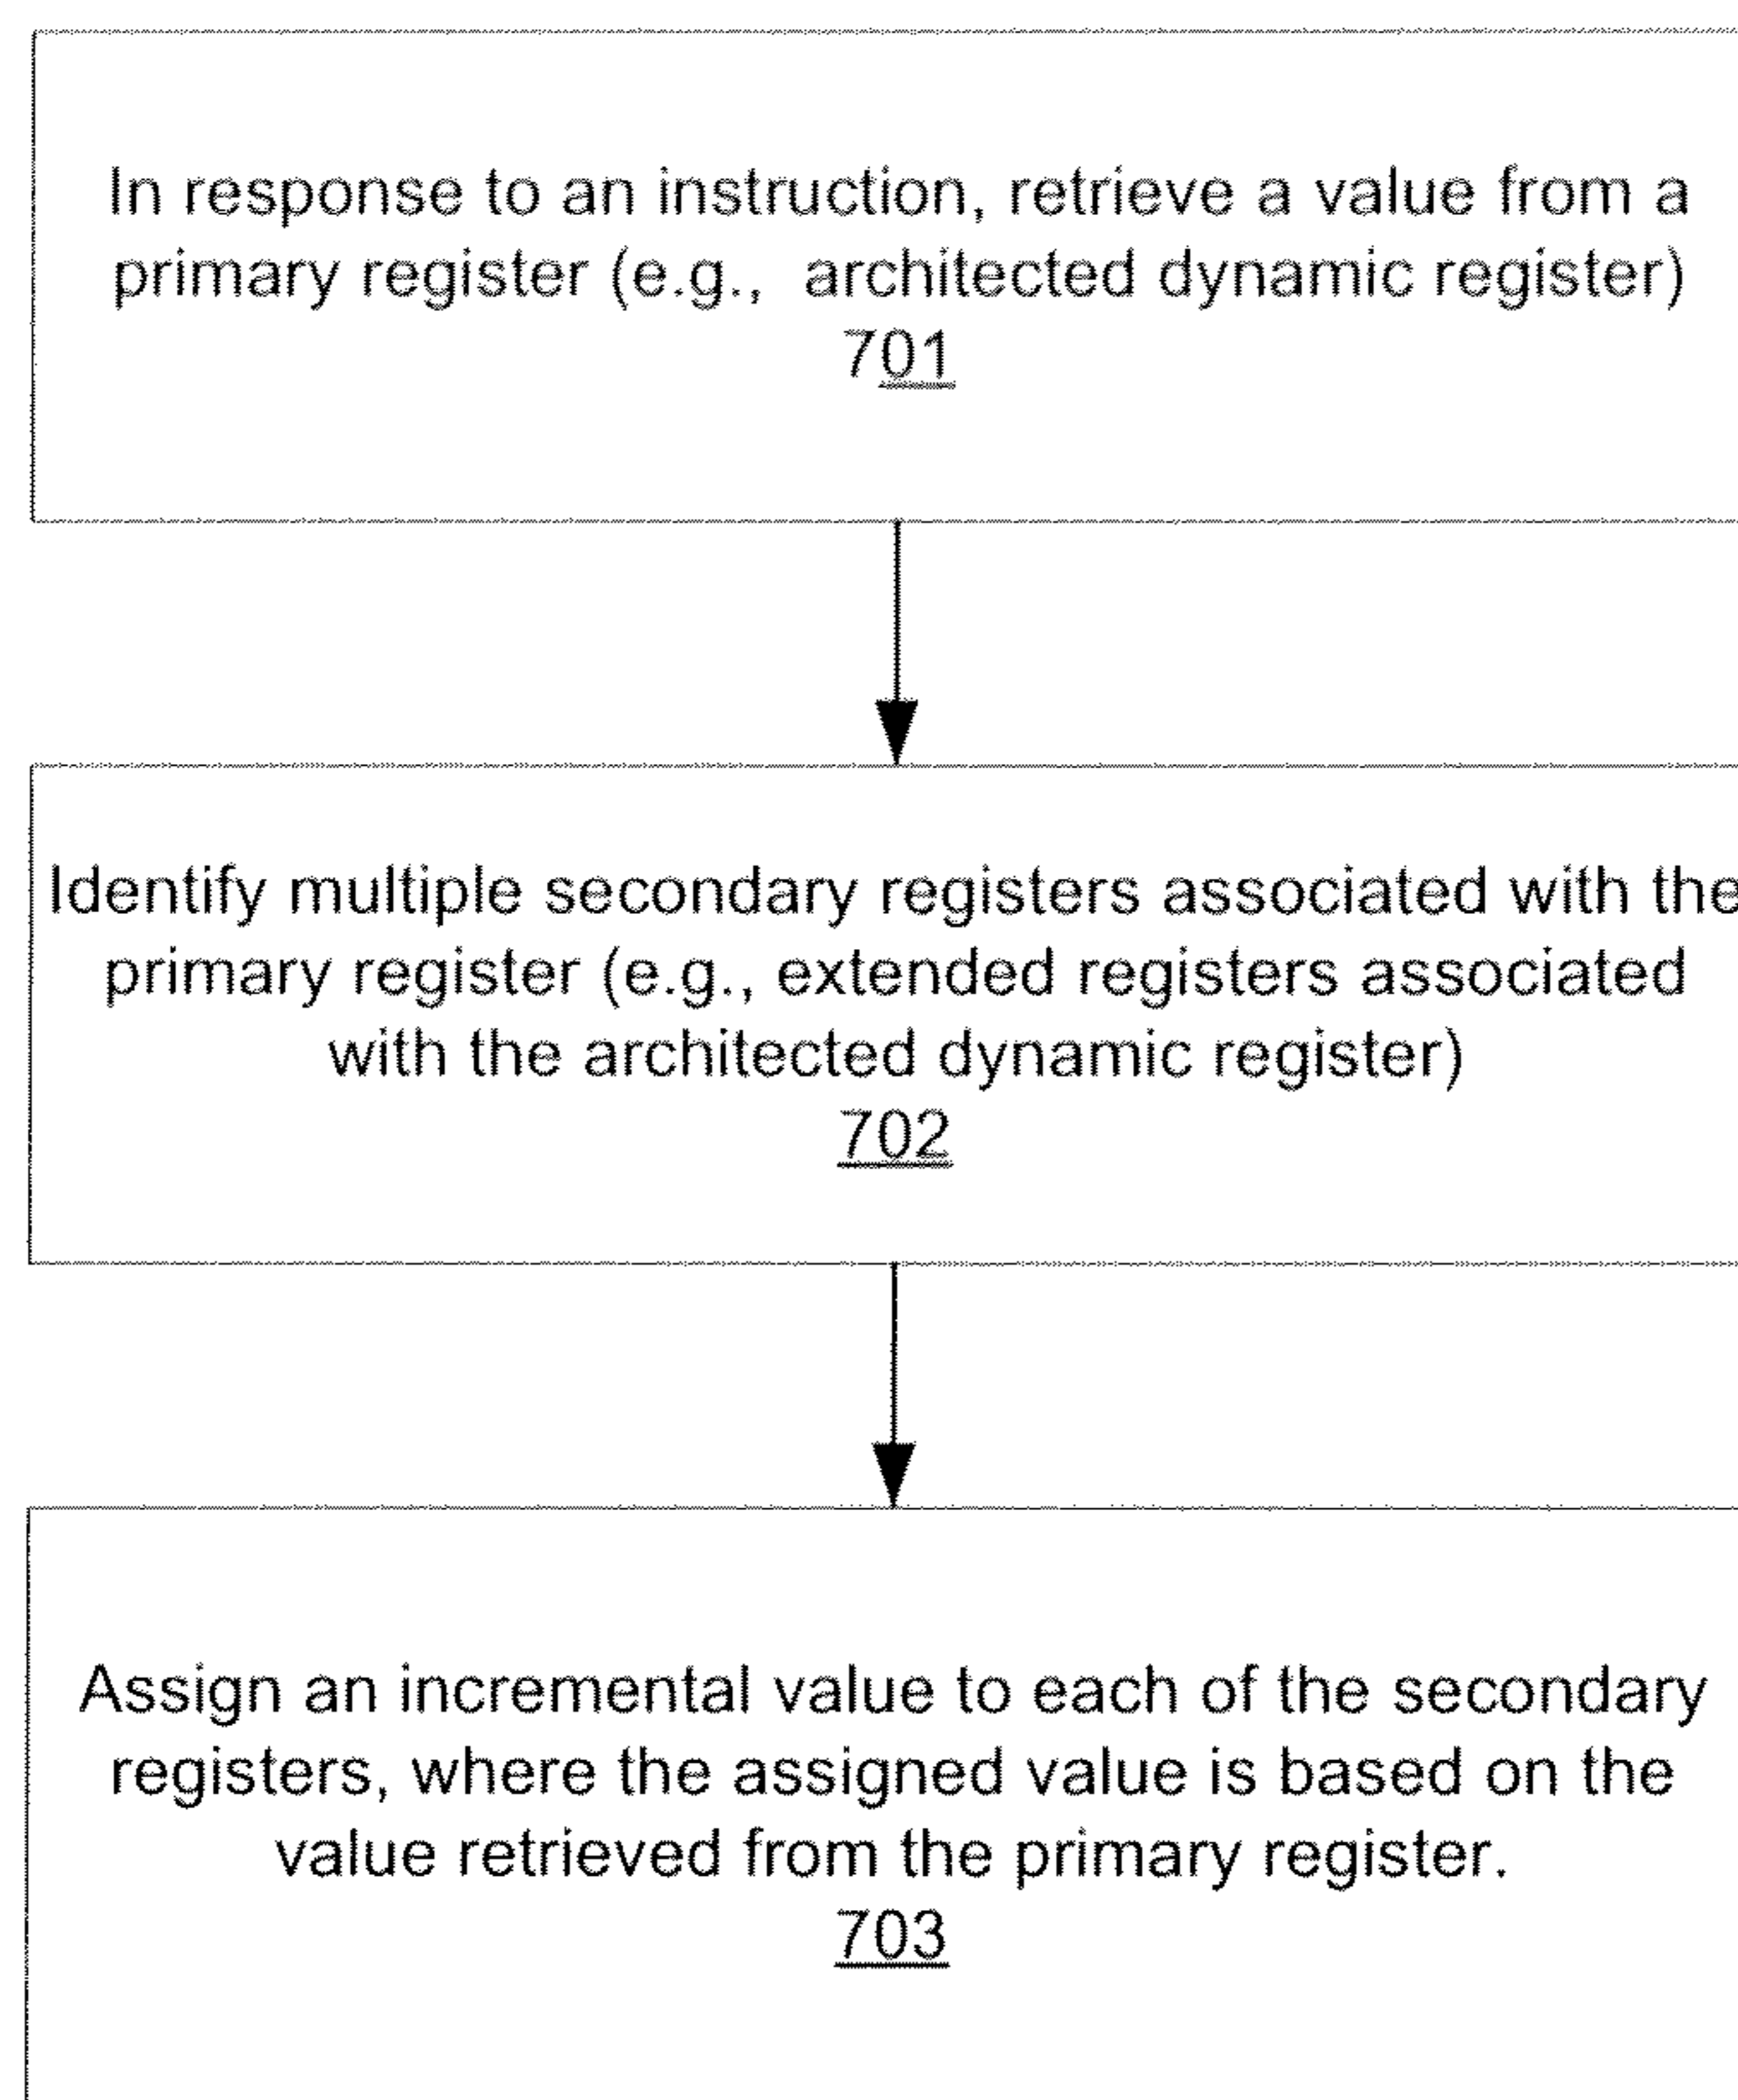 In response to an instruction, retrieve a value from a
primary register (e.g., architected dynamic register)
701
Identify multiple secondary registers associated with the
primary register (e.g., extended registers associated
with the architected dynamic register)
702
Assign an incremental value to each of the secondary
registers, where the assigned value is based on the
value retrieved from the primary register.
703